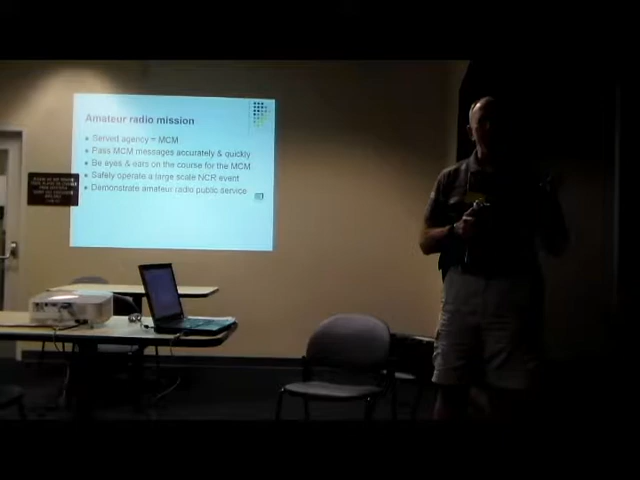 Amateur radio mission
Served agency = MCM
Pass MCM messages accurately & quickly
Be eyes & ears on the course for the MCM
Safely operate a large scale NCR event
Demonstrate amateur radio public service